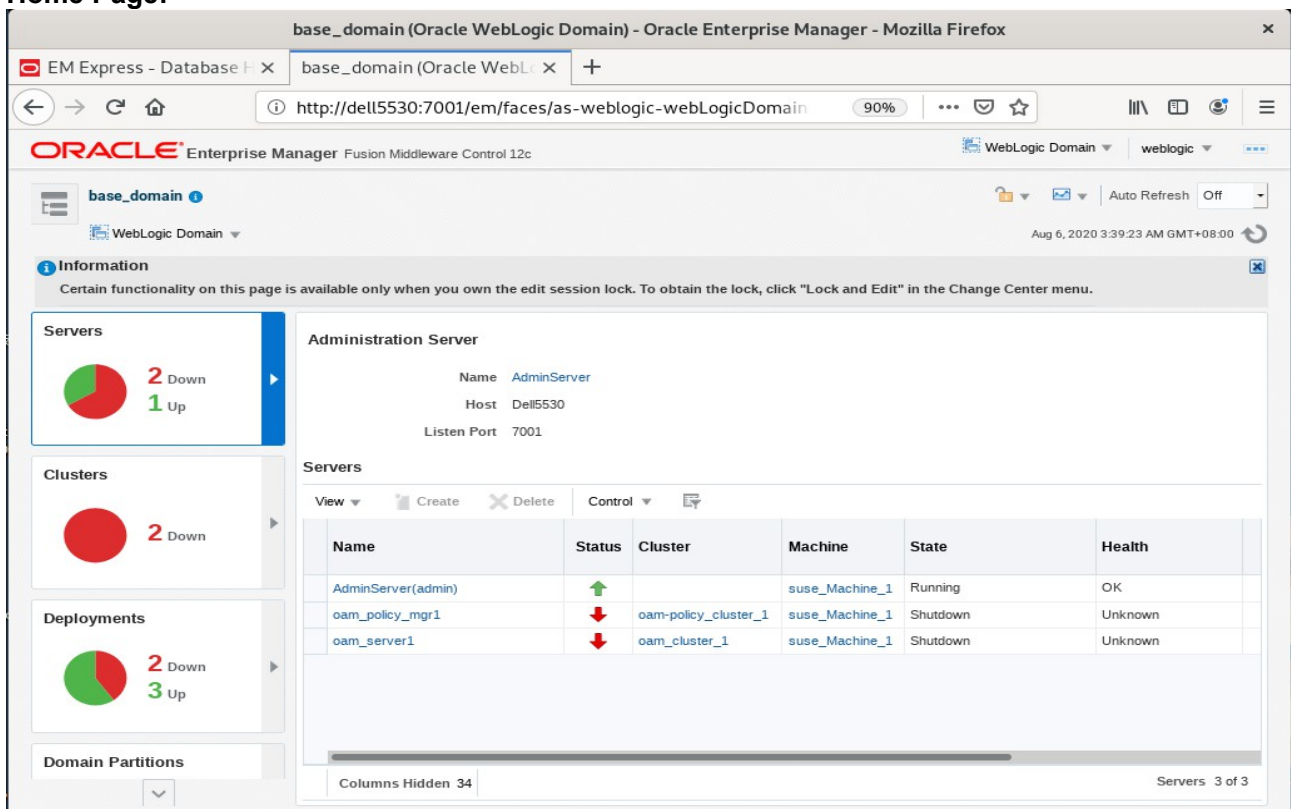 Home Page:
base_domain (Oracle WebLogic Domain) - Oracle Enterprise Manager - Mozilla Firefox
EM Express - Database H
base_domain (Oracle WebLo
http://dell5530:7001/em/faces/as-weblogic-webLogicDomain 90%
ORACLE Enterprise Manager Fusion Middleware Control 12c WebLogic Domain weblogic
base_domain
Auto Refresh Off
WebLogic Domain
Aug 6, 2020 3:39:23 AM GMT+08:00
Information
Certain functionality on this page is available only when you own the edit session lock. To obtain the lock, click "Lock and Edit" in the Change Center menu.
Servers
2 Down
1 Up
Clusters
2 Down
Deployments
2 Down
3 Up
Domain Partitions
Administration Server
Name AdminServer
Host Dell5530
Listen Port 7001
Servers
View Create Delete Control
Name Status Cluster Machine State Health
AdminServer(admin) suse_Machine_1 Running OK
oam_policy_mgr1 oam-policy_cluster_1 suse_Machine_1 Shutdown Unknown
oam_server1 oam_cluster_1 suse_Machine_1 Shutdown Unknown
Columns Hidden 34
Servers 3 of 3